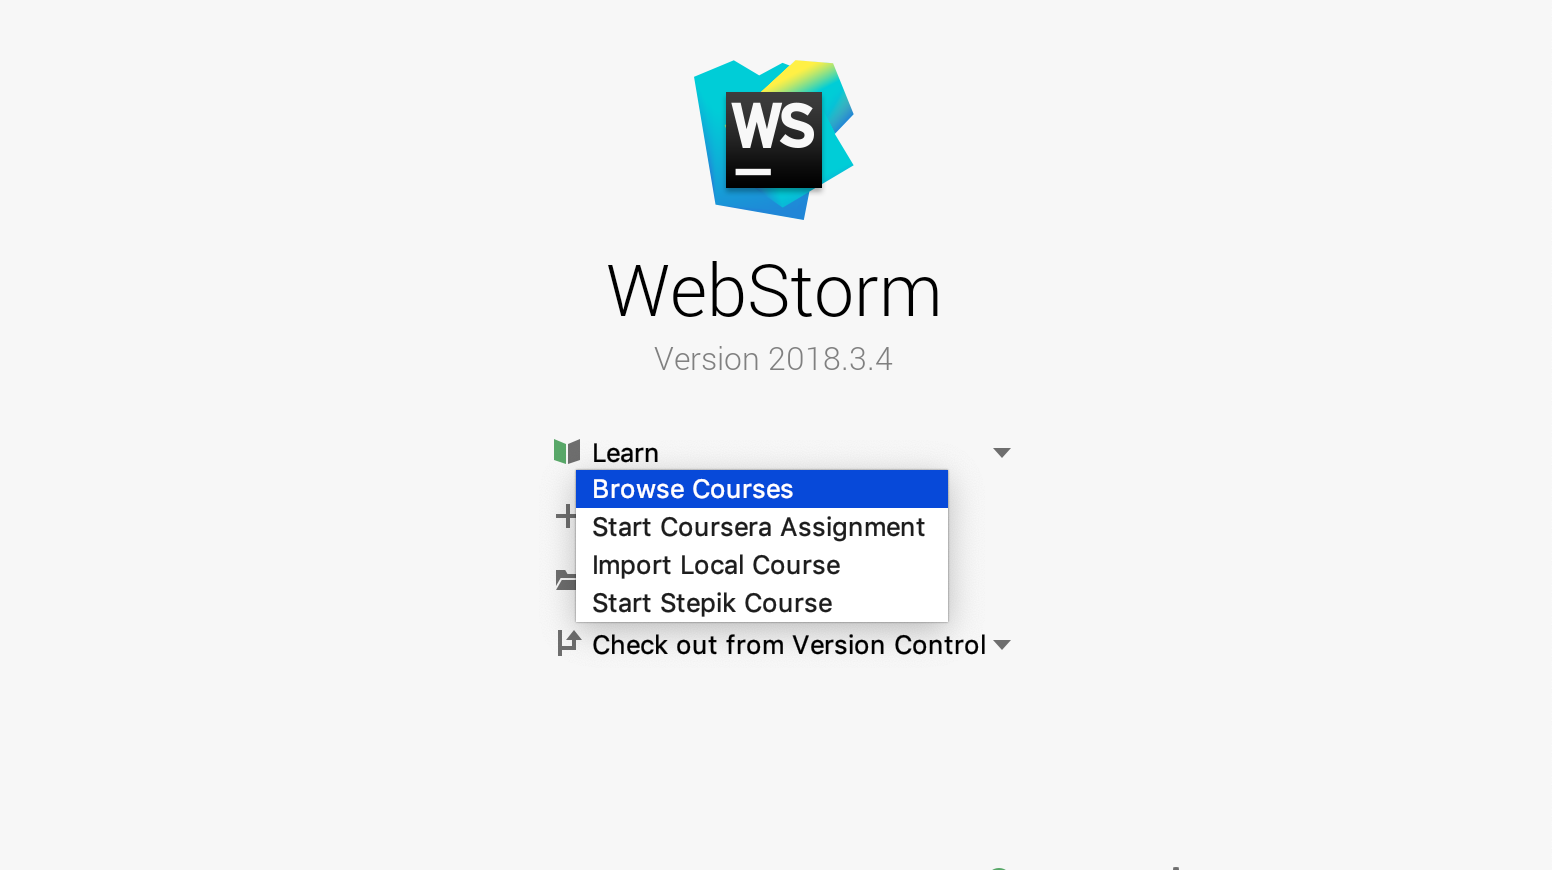 WS
WebStorm
Version 2018.3.4
Learn
Browse Courses
Start Coursera Assignment
Import Local Course
Start Stepik Course
Check out from Version Control